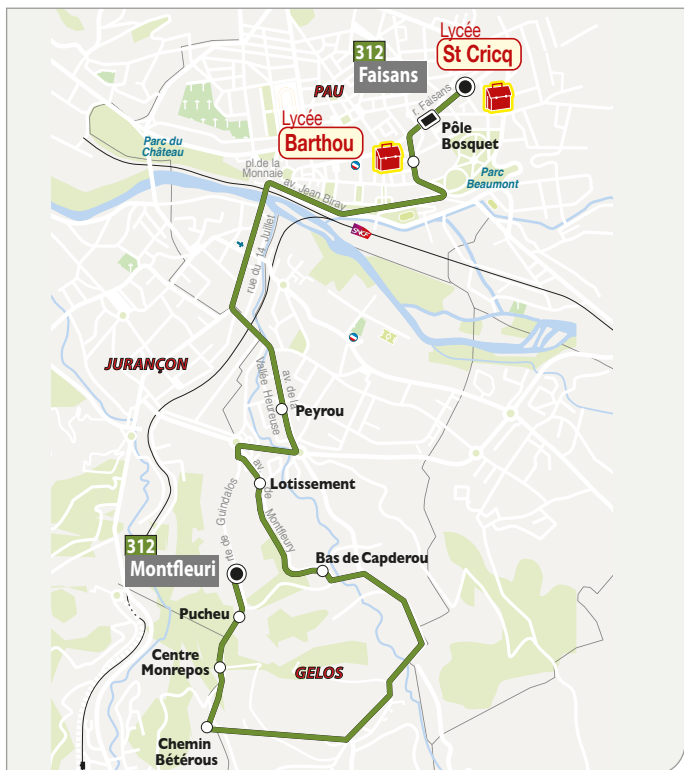 Lycée
St Cricq
312
Faisans
PAU
r. Faisans
Pôle
Bosquet
Lycée
Barthou
Parc du
Château
pl.de la
Monnaie
av. Jean Biray
Parc
Beaumont
SNCF
rue du 14 Juillet
JURANÇON
av. de la
Vallée Heureuse
Peyrou
Lotissement
av. de Montfleury
rte de Guindalos
Bas de Capderou
312
Montfleuri
Pucheu
Centre
Monrepos
GELOS
Chemin
Bétérous